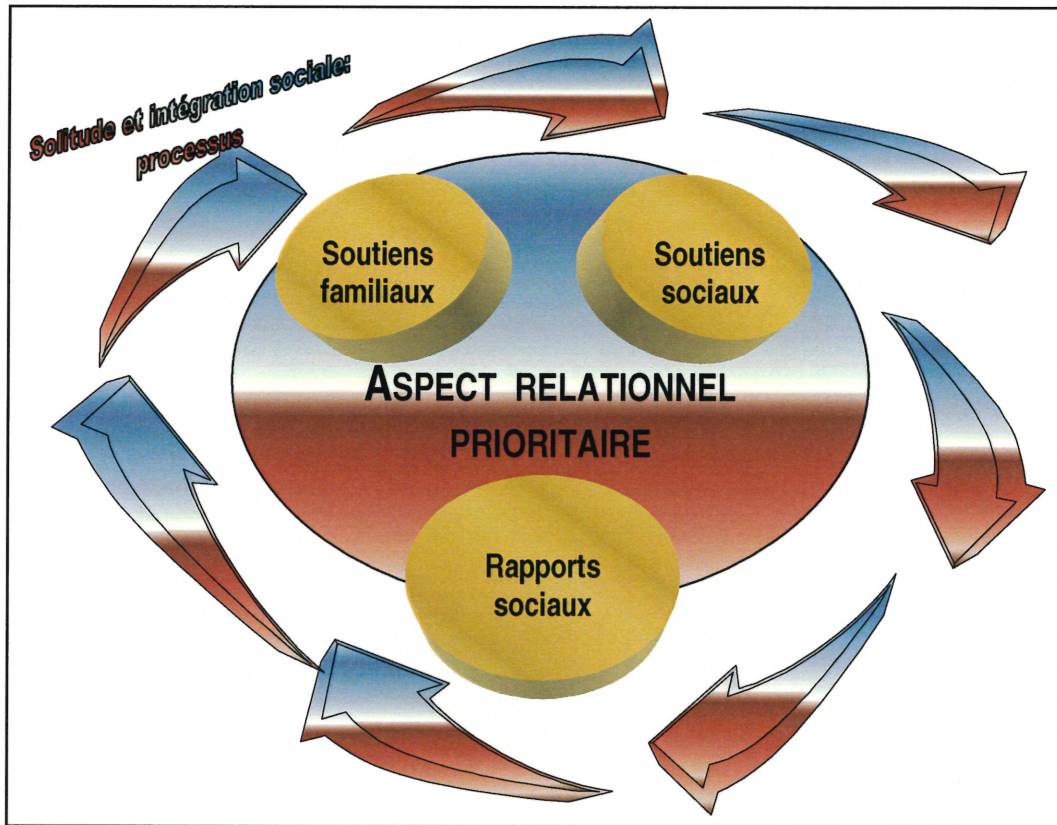 Solitude et intégration sociale:
processus
Soutiens
familiaux
Soutiens
sociaux
ASPECT RELATIONNEL
PRIORITAIRE
Rapports
sociaux